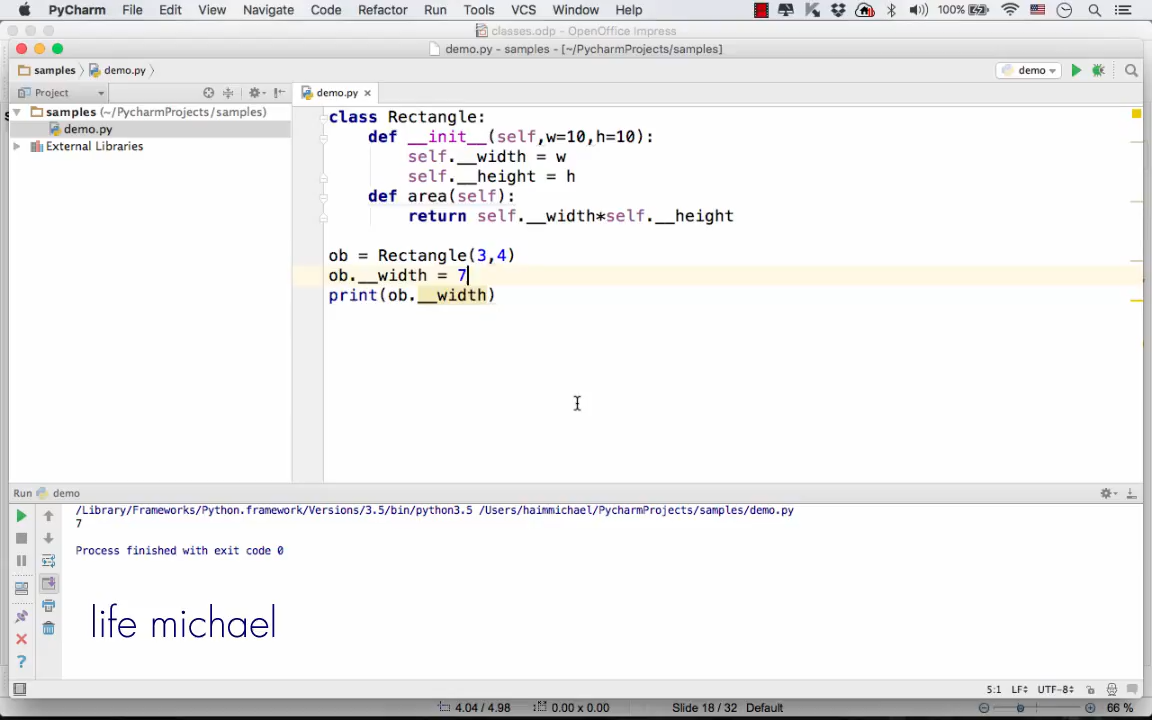 PyCharm File Edit View Navigate Code Refactor Run Tools VCS Window Help 100%
classes.odp - OpenOffice Impress
demo.py - samples - [~/PycharmProjects/samples]
samples demo.py demo
Project demo.py
samples (~/PycharmProjects/samples)
demo.py
External Libraries
class Rectangle:
def __init__(self,w=10,h=10):
self.__width = w
self.__height = h
def area(self):
return self.__width*self.__height
ob = Rectangle(3,4)
ob.__width = 7
print(ob.__width)
Run demo
/Library/Frameworks/Python.framework/Versions/3.5/bin/python3.5 /Users/haimmichael/PycharmProjects/samples/demo.py
7
Process finished with exit code 0
life michael
5:1 LF UTF-8
4.04 / 4.98 0.00 x 0.00 Slide 18 / 32 Default 66 %